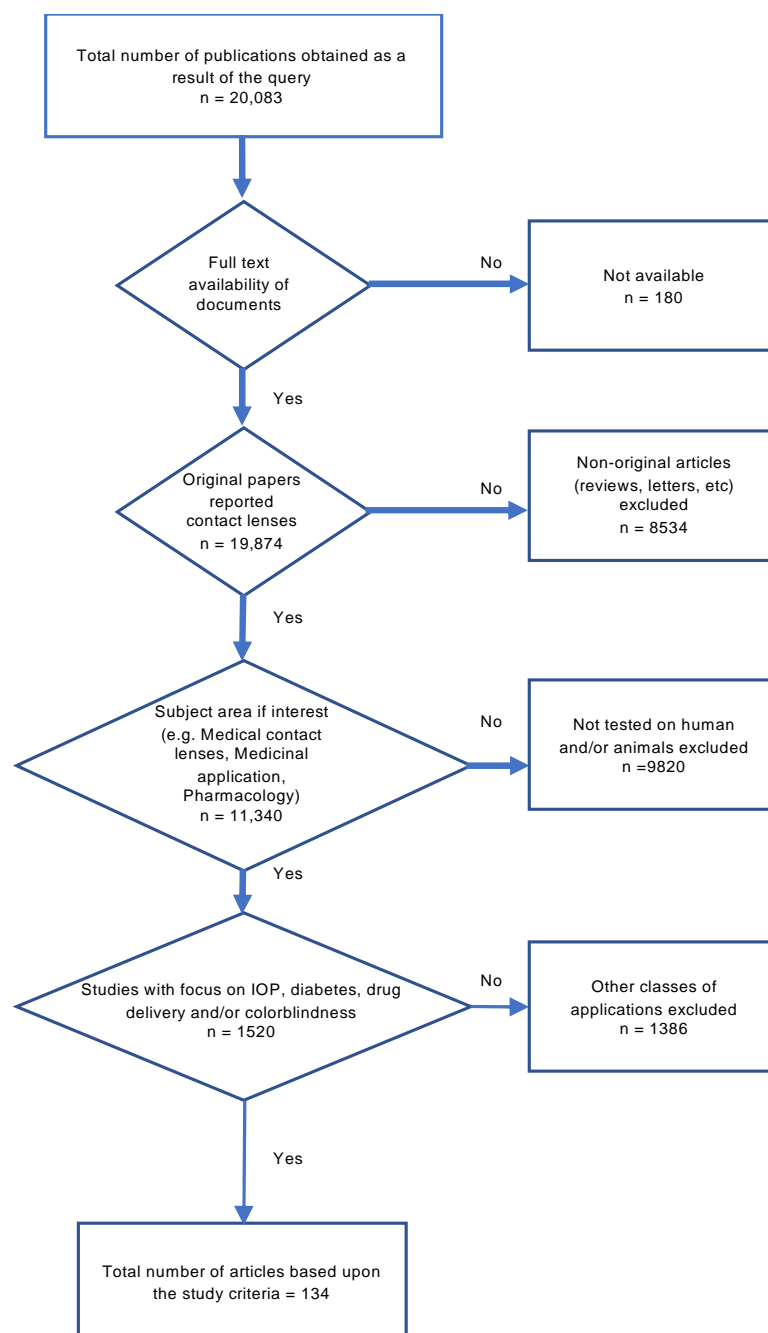 Total number of publications obtained as a
result of the query
n = 20,083
Full text
availability of
documents
No
Not available
n = 180
Yes
Original papers
reported
contact lenses
n = 19,874
No
Non-original articles
(reviews, letters, etc)
excluded
n = 8534
Yes
Subject area if interest
(e.g. Medical contact
lenses, Medicinal
application,
Pharmacology)
n = 11,340
No
Not tested on human
and/or animals excluded
n =9820
Yes
Studies with focus on IOP, diabetes, drug
delivery and/or colorblindness
n = 1520
No
Other classes of
applications excluded
n = 1386
Yes
Total number of articles based upon
the study criteria = 134